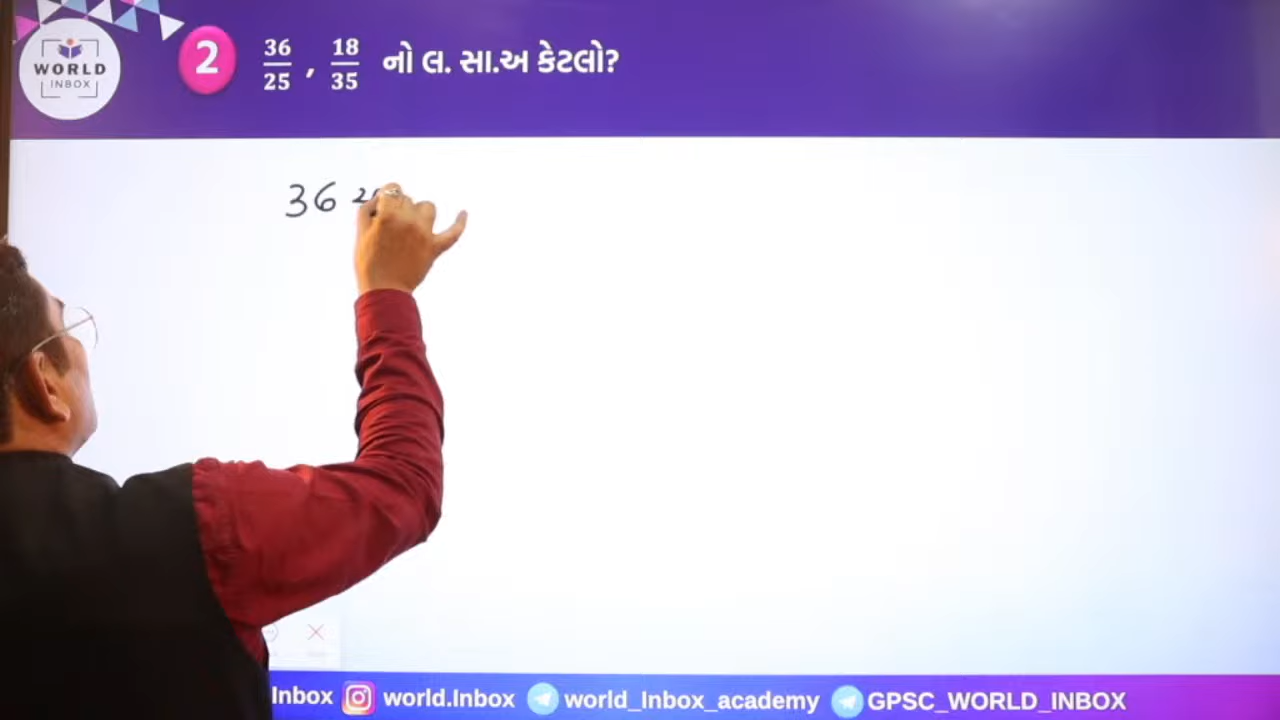 WORLD
INBOX
2 36/25 , 18/35 નો લ. સા.અ કેટલો?
36
Inbox world.Inbox world_Inbox_academy GPSC_WORLD_INBOX